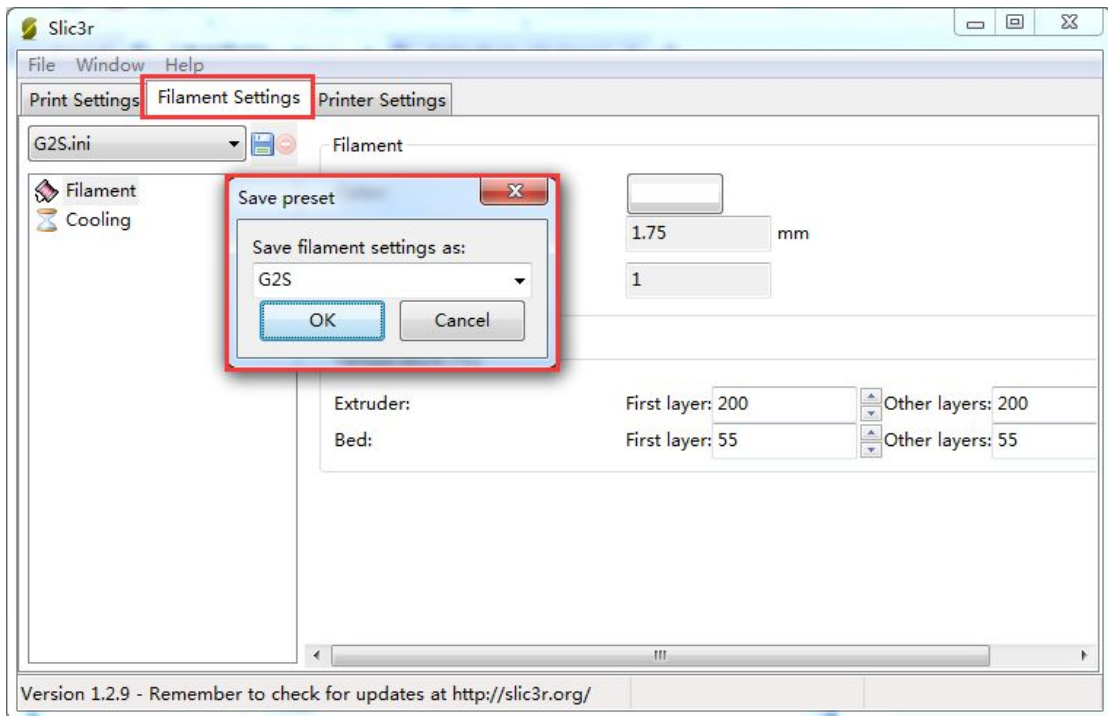 Slic3r
File Window Help
Print Settings Filament Settings Printer Settings
G2S.ini
Filament
Cooling
Filament
Save preset
Save filament settings as:
G2S
OK Cancel
1.75 mm
1
Extruder: First layer: 200 Other layers: 200
Bed: First layer: 55 Other layers: 55
Version 1.2.9 - Remember to check for updates at http://slic3r.org/